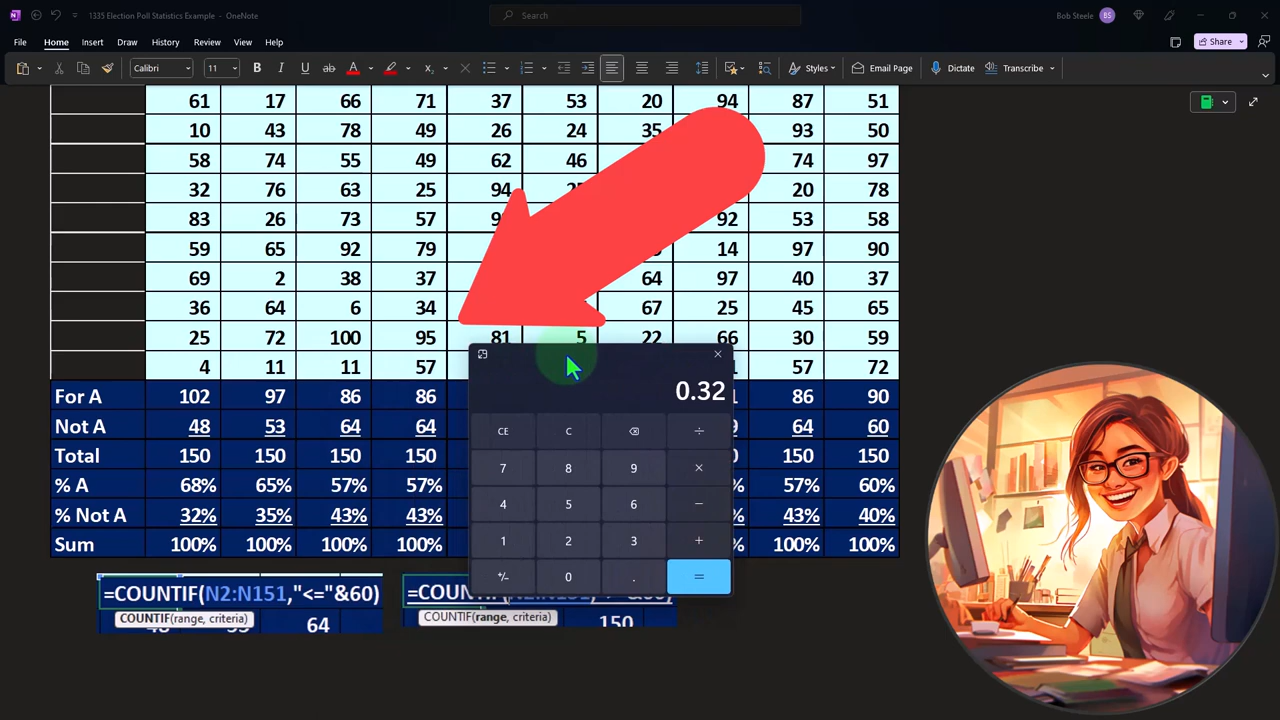 1335 Election Poll Statistics Example - OneNote
Search
Bob Steele BS
File Home Insert Draw History Review View Help
Share
Calibri 11 B I U ab A Styles Email Page Dictate Transcribe
61 17 66 71 37 53 20 94 87 51
10 43 78 49 26 24 35 93 50
58 74 55 49 62 46 74 97
32 76 63 25 94 20 78
83 26 73 57 92 53 58
59 65 92 79 14 97 90
69 2 38 37 64 97 40 37
36 64 6 34 67 25 45 65
25 72 100 95 81 5 22 66 30 59
4 11 11 57 57 72
For A 102 97 86 86 86 90
Not A 48 53 64 64 64 60
Total 150 150 150 150 150 150
% A 68% 65% 57% 57% 57% 60%
% Not A 32% 35% 43% 43% 43% 40%
Sum 100% 100% 100% 100% 100% 100%
0.32
CE C ÷
7 8 9 ×
4 5 6 −
1 2 3 +
+/- 0 . =
=COUNTIF(N2:N151,"<="&60)
COUNTIF(range, criteria)
64
COUNTIF(range, criteria)
150